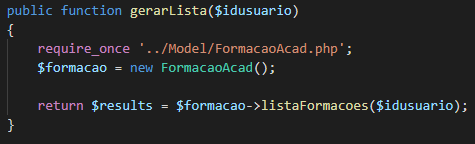 public function gerarLista($idusuario)
{
    require_once '../Model/FormacaoAcad.php';
    $formacao = new FormacaoAcad();

    return $results = $formacao->listaFormacoes($idusuario);
}